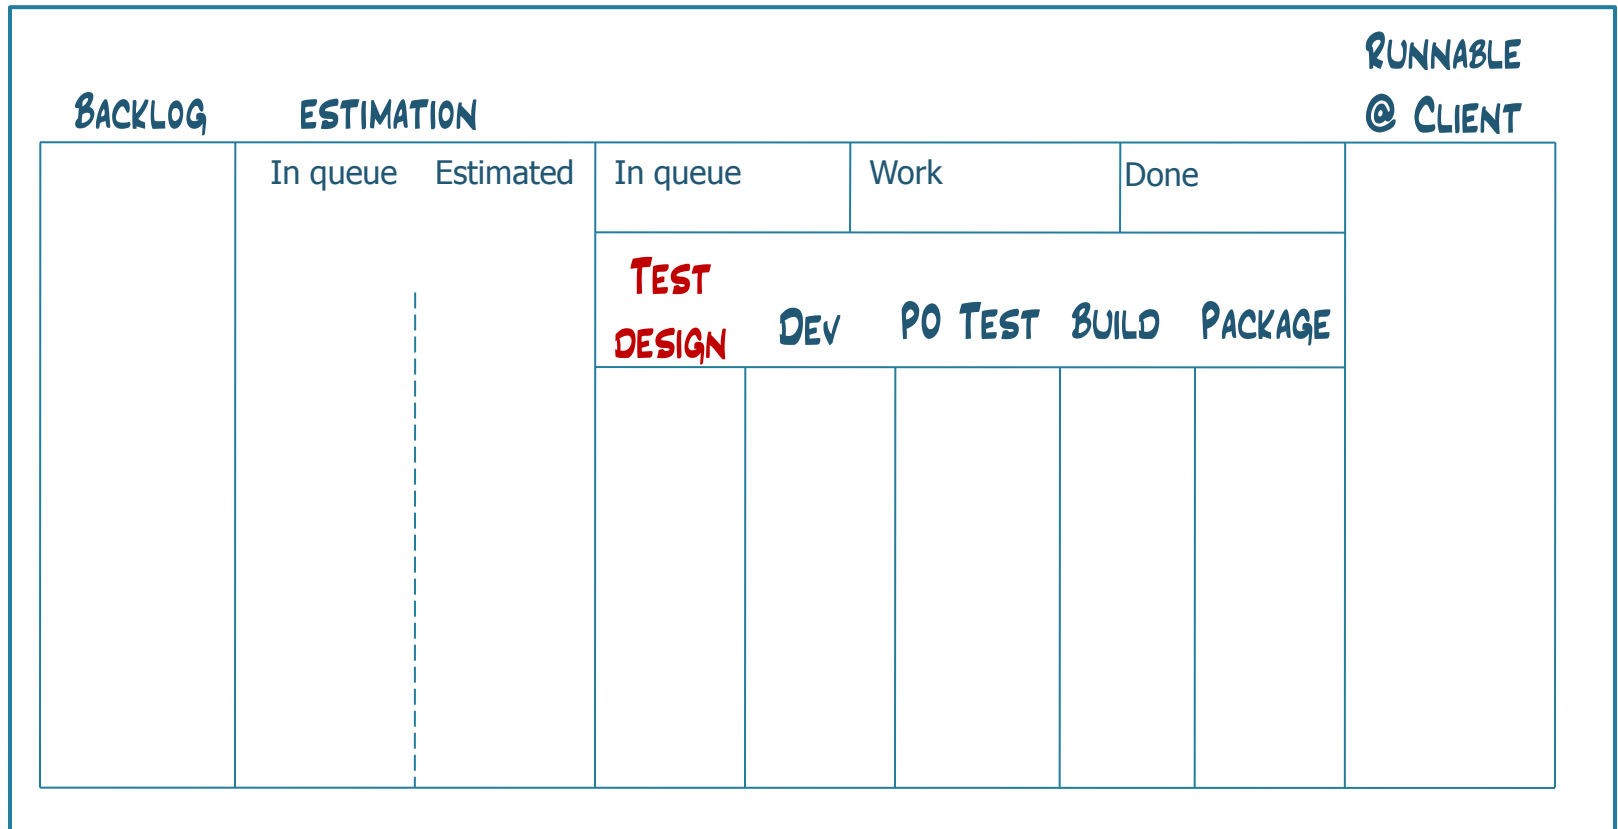 Runnable
@ Client
Backlog
estimation
In queue
Estimated
In queue
Work
Done
Test
design
Dev
PO Test
Build
Package